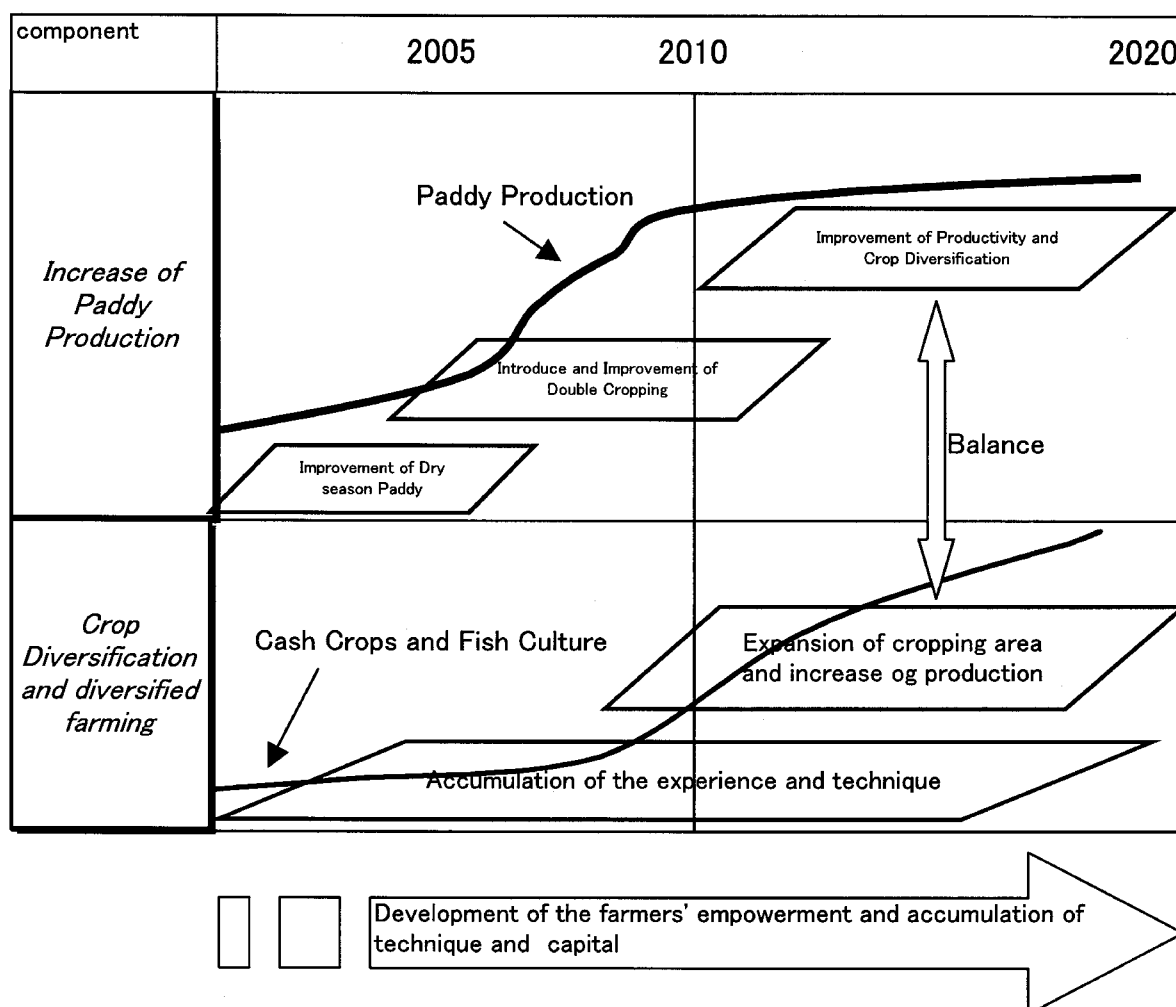 component
2005
2010
2020
Increase of
Paddy
Production
Paddy Production
Improvement of Productivity and
Crop Diversification
Introduce and Improvement of
Double Cropping
Improvement of Dry
season Paddy
Balance
Crop
Diversification
and diversified
farming
Cash Crops and Fish Culture
Expansion of cropping area
and increase og production
Accumulation of the experience and technique
Development of the farmers' empowerment and accumulation of
technique and capital